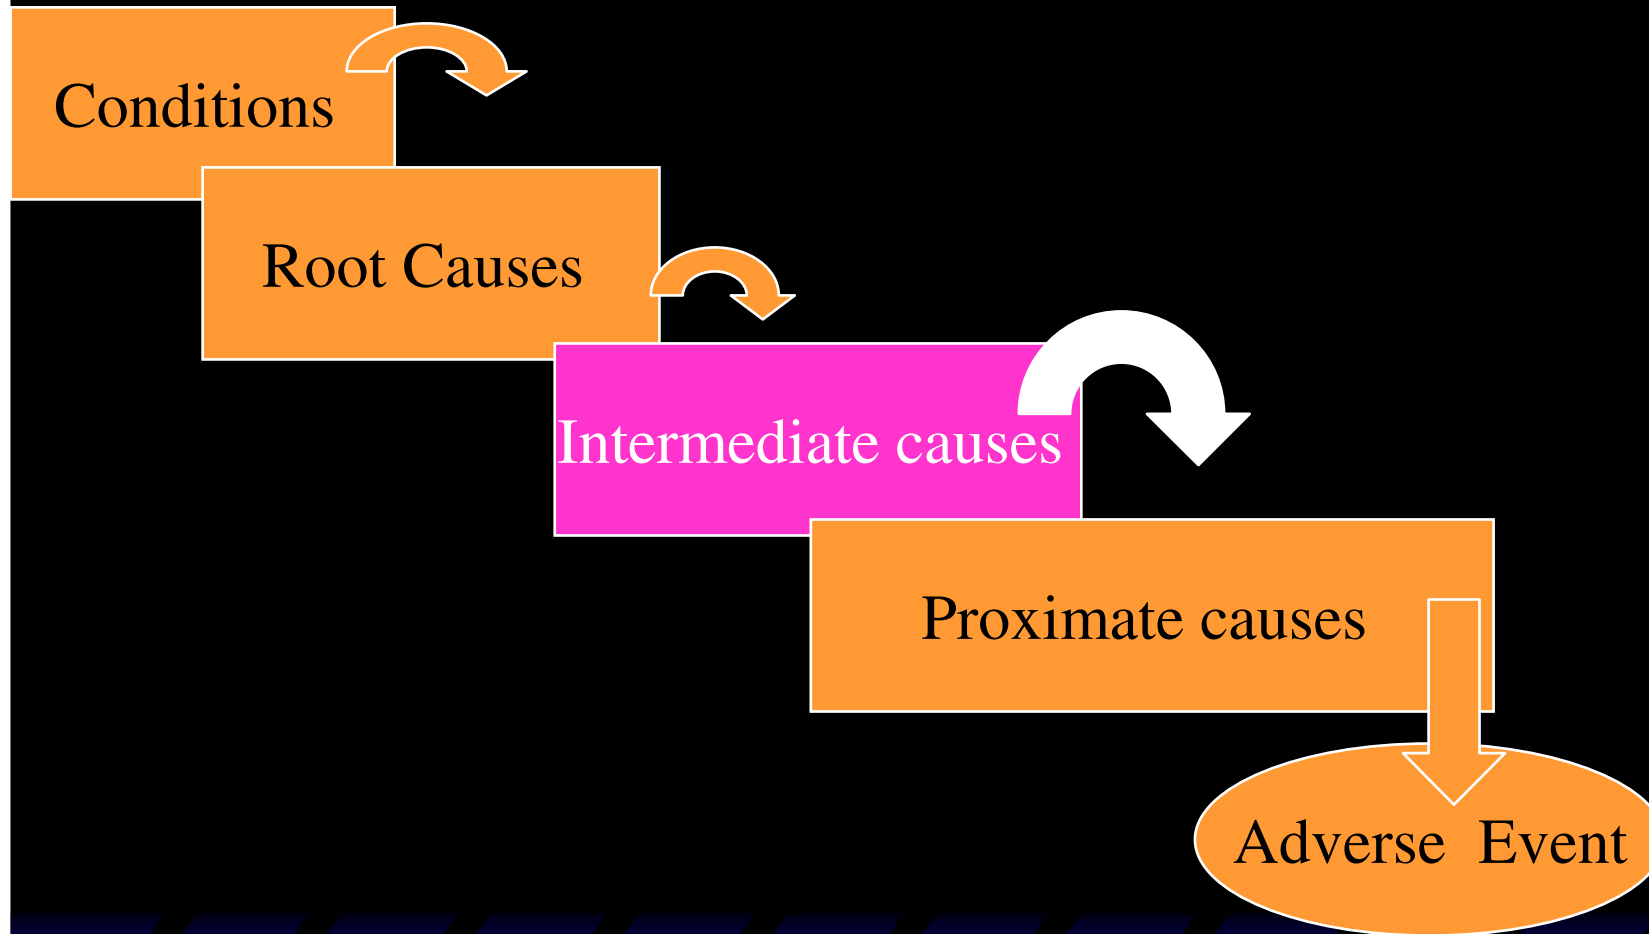 Conditions
Root Causes
Intermediate causes
Proximate causes
Adverse Event